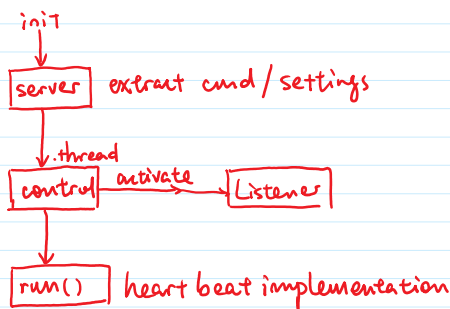 init
server extract cmd / settings
.thread
control activate Listener
run() heart beat implementation